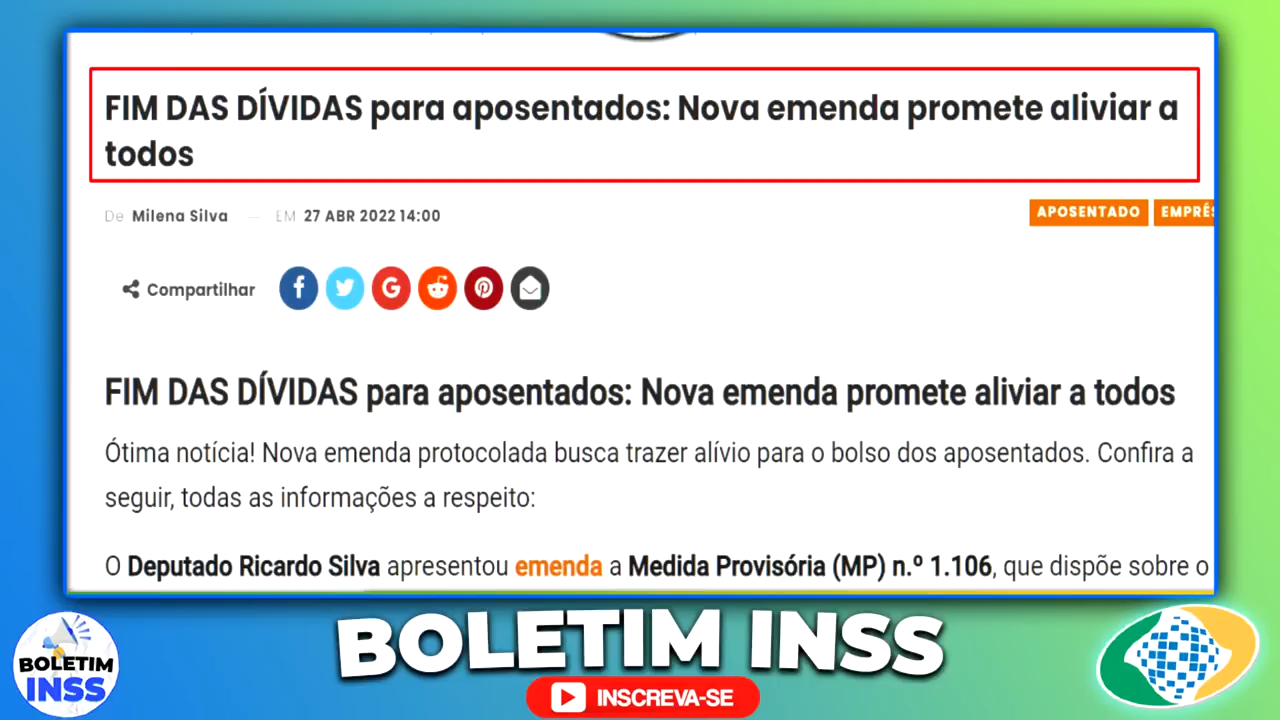 FIM DAS DÍVIDAS para aposentados: Nova emenda promete aliviar a
todos
De Milena Silva — EM 27 ABR 2022 14:00
APOSENTADO
Compartilhar
FIM DAS DÍVIDAS para aposentados: Nova emenda promete aliviar a todos
Ótima notícia! Nova emenda protocolada busca trazer alívio para o bolso dos aposentados. Confira a
seguir, todas as informações a respeito:
O Deputado Ricardo Silva apresentou emenda a Medida Provisória (MP) n.º 1.106, que dispõe sobre o
BOLETIM INSS
BOLETIM
INSS
INSCREVA-SE